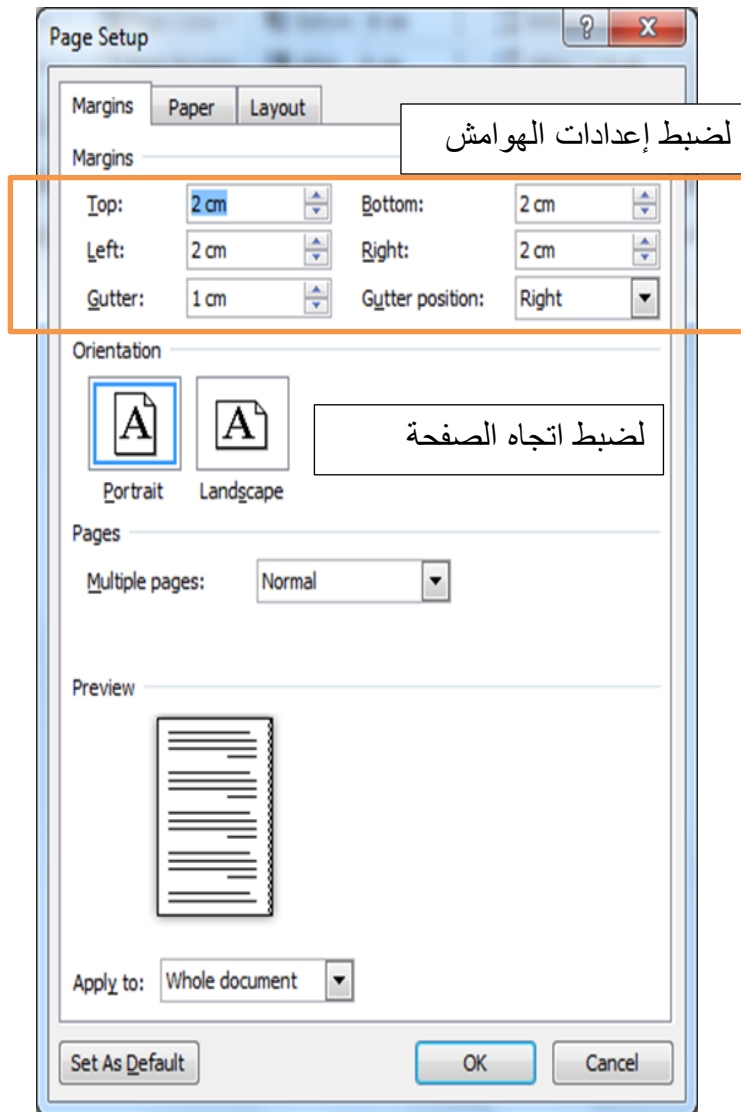 Page Setup
Margins Paper Layout
لضبط إعدادات الهوامش
Margins
Top: 2 cm Bottom: 2 cm
Left: 2 cm Right: 2 cm
Gutter: 1 cm Gutter position: Right
Orientation
A A
لضبط اتجاه الصفحة
Portrait Landscape
Pages
Multiple pages: Normal
Preview
Apply to: Whole document
Set As Default OK Cancel